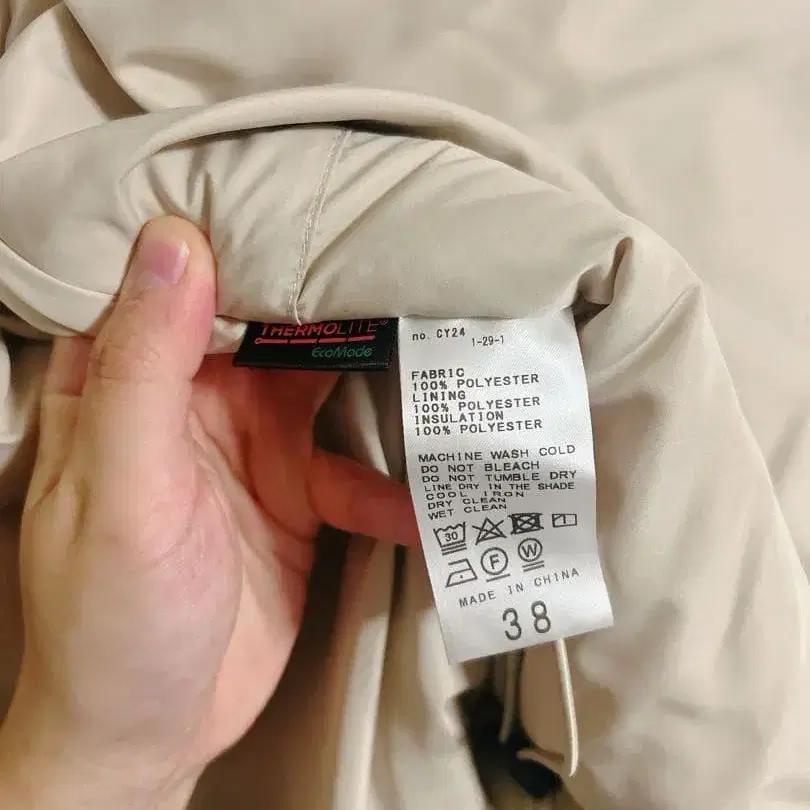 THERMOLITE®
EcoMade
no. CY24
1-29-1
FABRIC
100% POLYESTER
LINING
100% POLYESTER
INSULATION
100% POLYESTER
MACHINE WASH COLD
DO NOT BLEACH
DO NOT TUMBLE DRY
LINE DRY IN THE SHADE
COOL IRON
DRY CLEAN
WET CLEAN
30
F
W
MADE IN CHINA
38